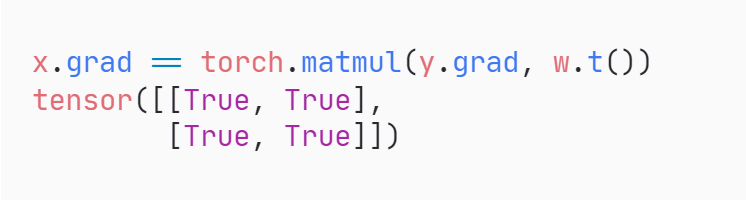 x.grad == torch.matmul(y.grad, w.t())
tensor([[True, True],
        [True, True]])